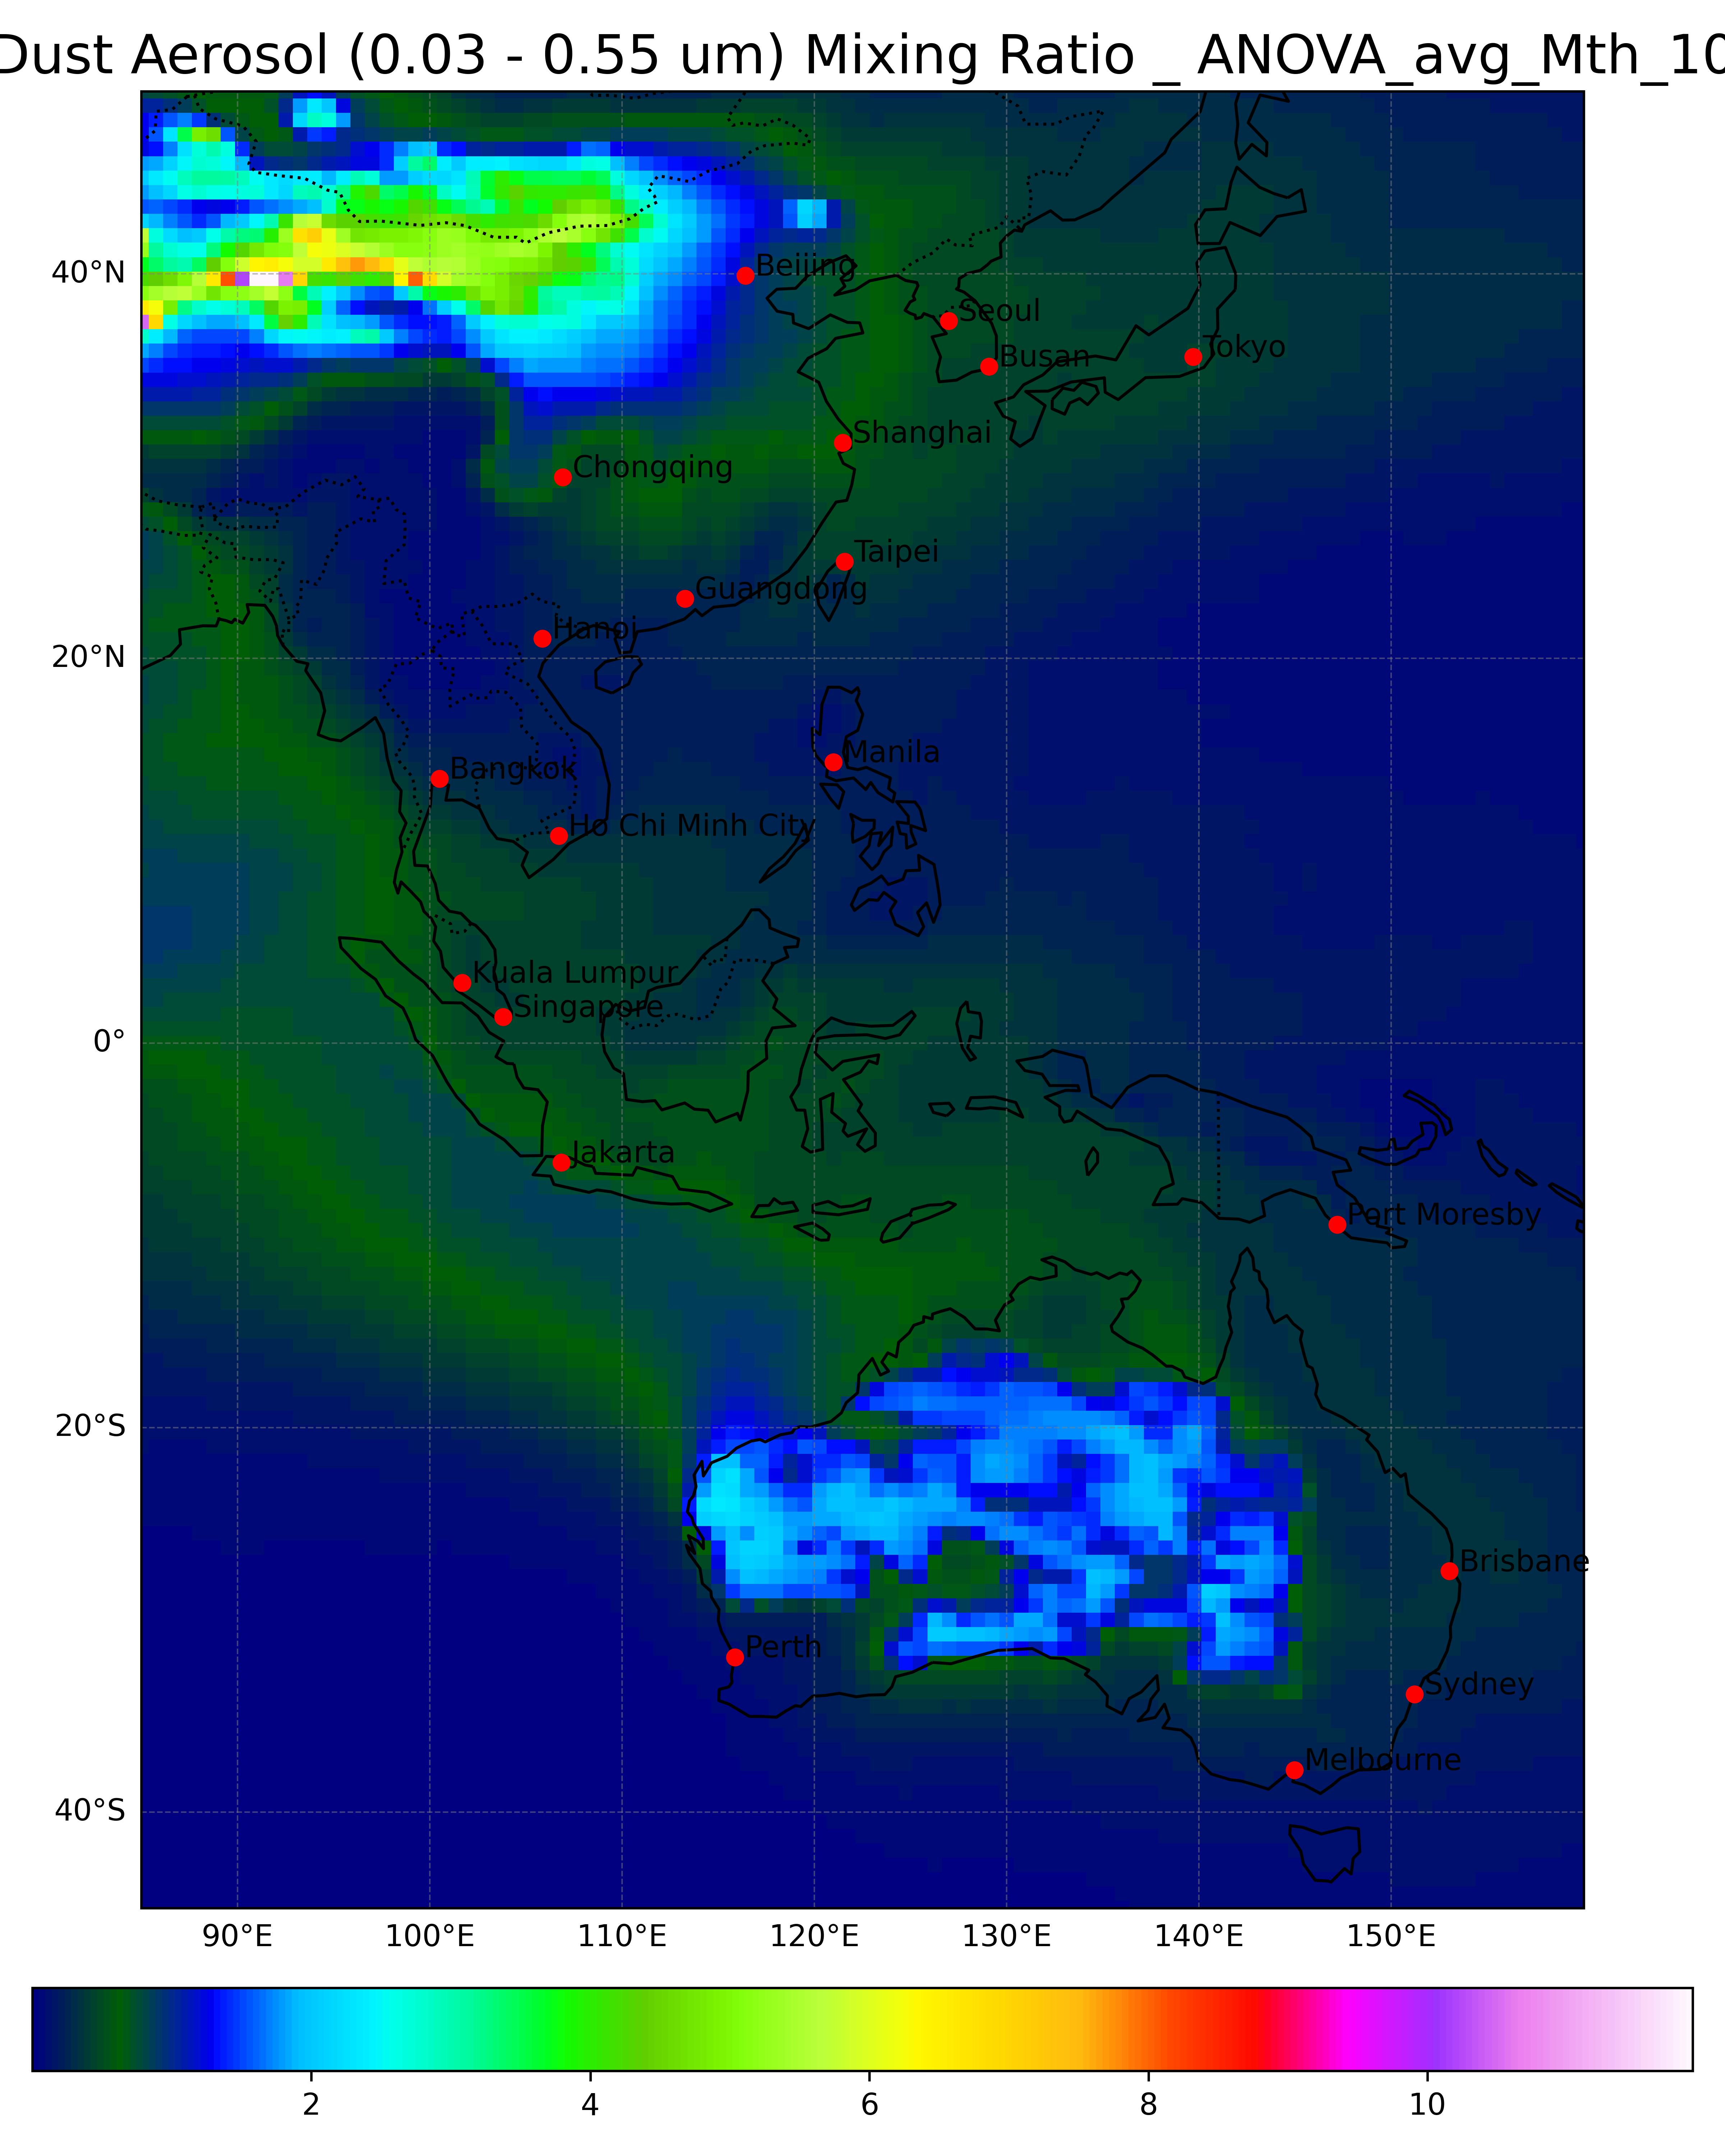 Dust Aerosol (0.03 - 0.55 um) Mixing Ratio _ ANOVA_avg_Mth_10
40°N
Beijing
Seoul
Busan
Tokyo
Shanghai
Chongqing
Taipei
Guangdong
Hanoi
20°N
Manila
Bangkok
Ho Chi Minh City
Kuala Lumpur
Singapore
0°
Jakarta
Port Moresby
20°S
Brisbane
Perth
Sydney
Melbourne
40°S
90°E 100°E 110°E 120°E 130°E 140°E 150°E
2 4 6 8 10